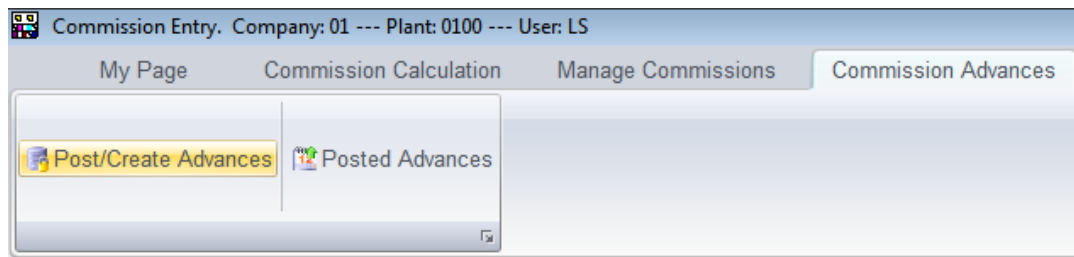 Commission Entry. Company: 01 --- Plant: 0100 --- User: LS
My Page Commission Calculation Manage Commissions Commission Advances
Post/Create Advances Posted Advances